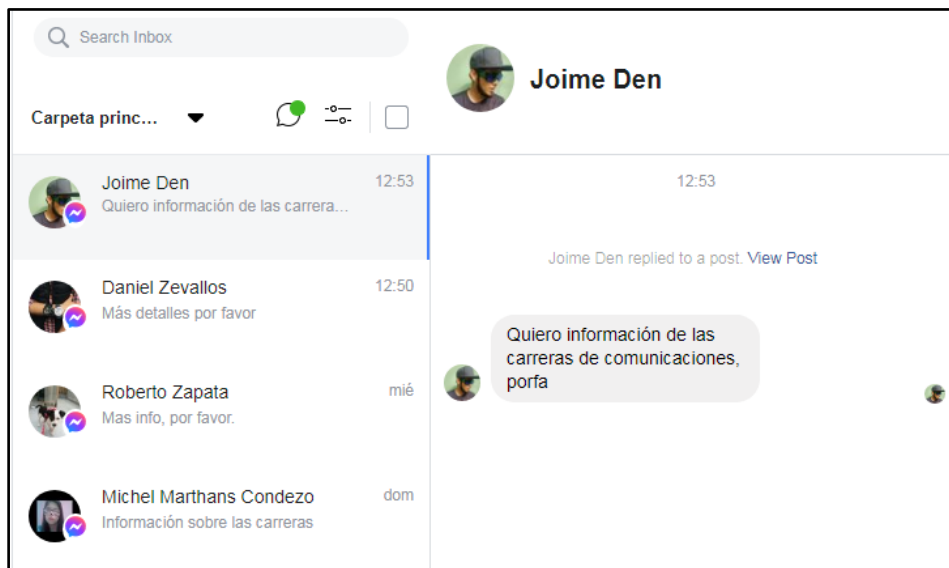 Search Inbox
Carpeta princ...
Joime Den
12:53
Quiero información de las carrera...
Daniel Zevallos
12:50
Más detalles por favor
Roberto Zapata
mié
Mas info, por favor.
Michel Marthans Condezo
dom
Información sobre las carreras
Joime Den
12:53
Joime Den replied to a post. View Post
Quiero información de las
carreras de comunicaciones,
porfa